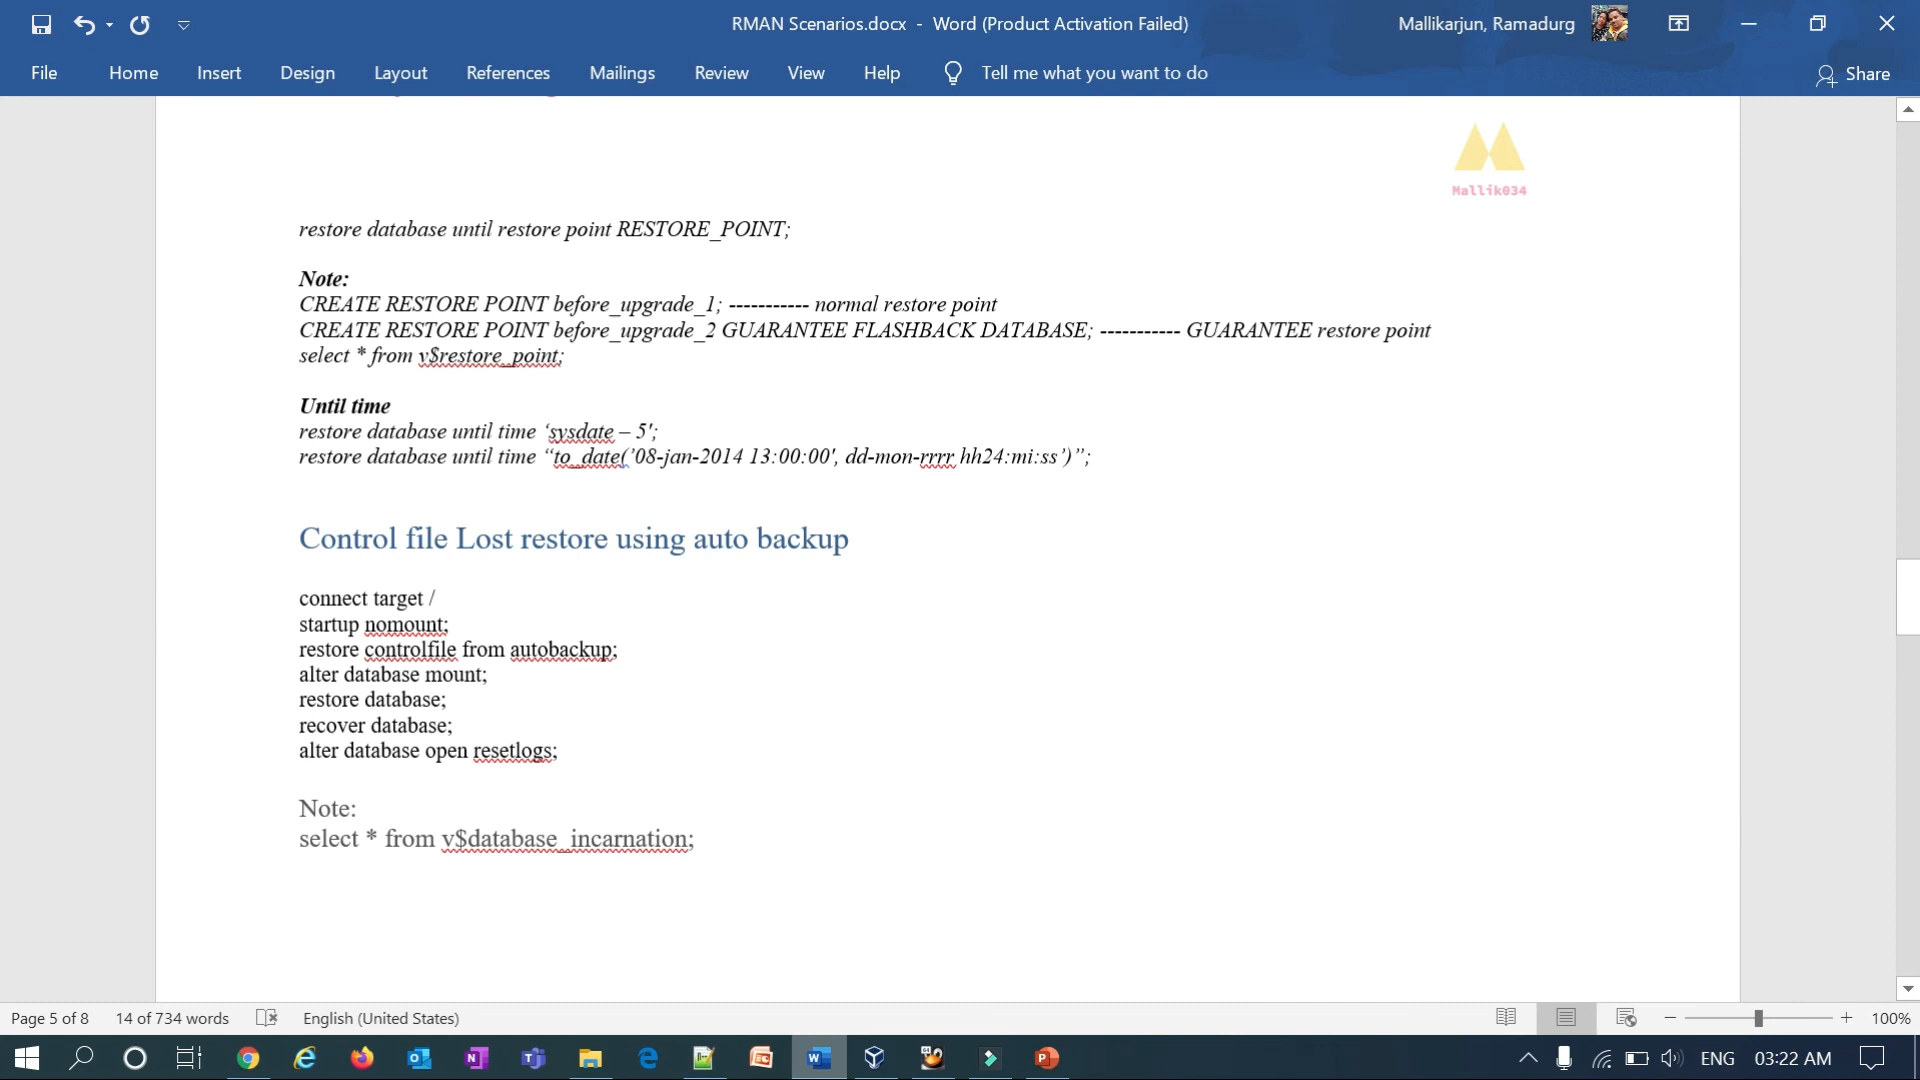 RMAN Scenarios.docx - Word (Product Activation Failed)
Mallikarjun, Ramadurg
File Home Insert Design Layout References Mailings Review View Help Tell me what you want to do Share
Mallik034
restore database until restore point RESTORE_POINT;
Note:
CREATE RESTORE POINT before_upgrade_1; ----------- normal restore point
CREATE RESTORE POINT before_upgrade_2 GUARANTEE FLASHBACK DATABASE; ----------- GUARANTEE restore point
select * from v$restore_point;
Until time
restore database until time ‘sysdate – 5′;
restore database until time “to_date(’08-jan-2014 13:00:00′, dd-mon-rrrr hh24:mi:ss’)”;
Control file Lost restore using auto backup
connect target /
startup nomount;
restore controlfile from autobackup;
alter database mount;
restore database;
recover database;
alter database open resetlogs;
Note:
select * from v$database_incarnation;
Page 5 of 8 14 of 734 words English (United States) 100%
ENG 03:22 AM